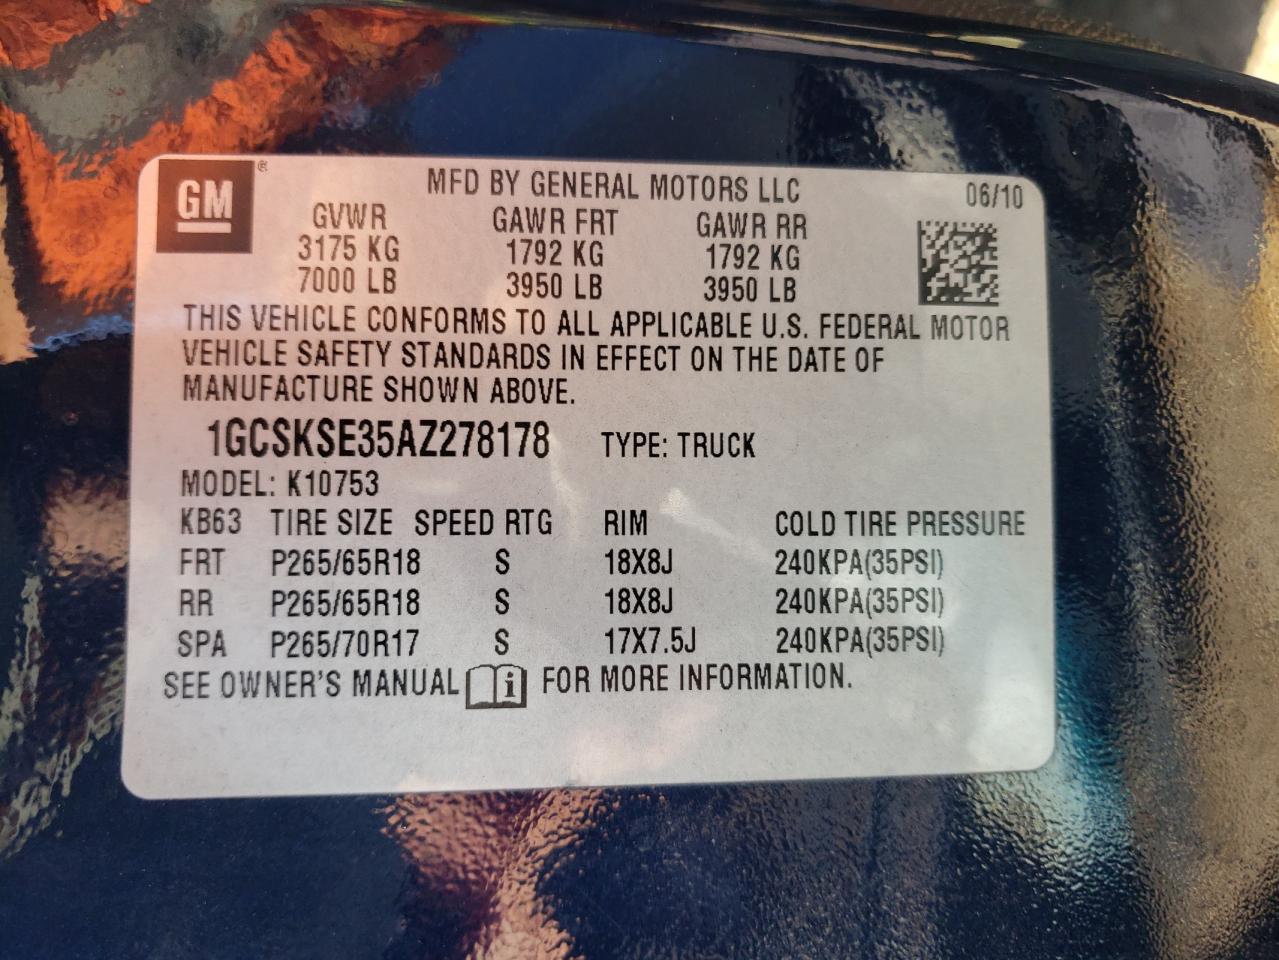 GM ® MFD BY GENERAL MOTORS LLC 06/10
GVWR GAWR FRT GAWR RR
3175 KG 1792 KG 1792 KG
7000 LB 3950 LB 3950 LB
THIS VEHICLE CONFORMS TO ALL APPLICABLE U.S. FEDERAL MOTOR
VEHICLE SAFETY STANDARDS IN EFFECT ON THE DATE OF
MANUFACTURE SHOWN ABOVE.
1GCSKSE35AZ278178 TYPE: TRUCK
MODEL: K10753
KB63 TIRE SIZE SPEED RTG RIM COLD TIRE PRESSURE
FRT P265/65R18 S 18X8J 240KPA(35PSI)
RR P265/65R18 S 18X8J 240KPA(35PSI)
SPA P265/70R17 S 17X7.5J 240KPA(35PSI)
SEE OWNER'S MANUAL i FOR MORE INFORMATION.